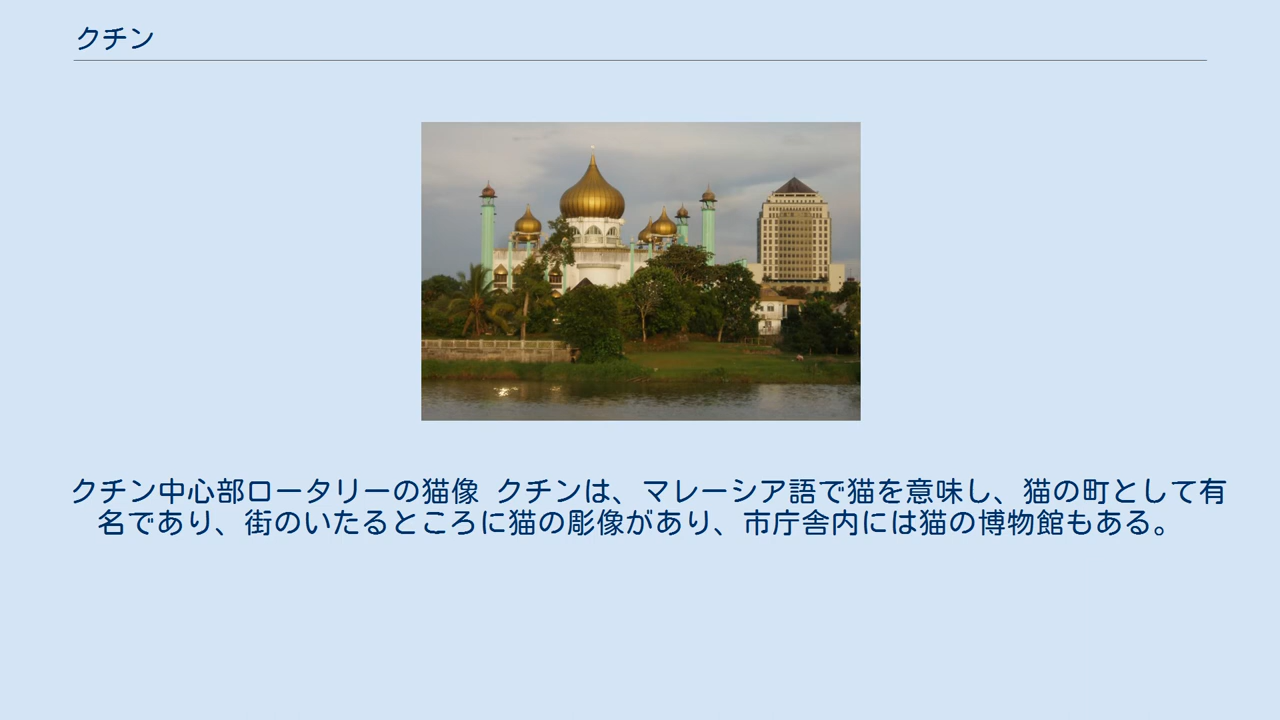 クチン
クチン中心部ロータリーの猫像 クチンは、マレーシア語で猫を意味し、猫の町として有
名であり、街のいたるところに猫の彫像があり、市庁舎内には猫の博物館もある。